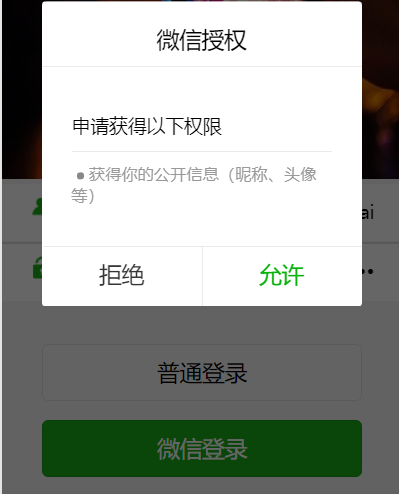 微信授权
申请获得以下权限
获得你的公开信息（昵称、头像
等）
ai
拒绝
允许
普通登录
微信登录